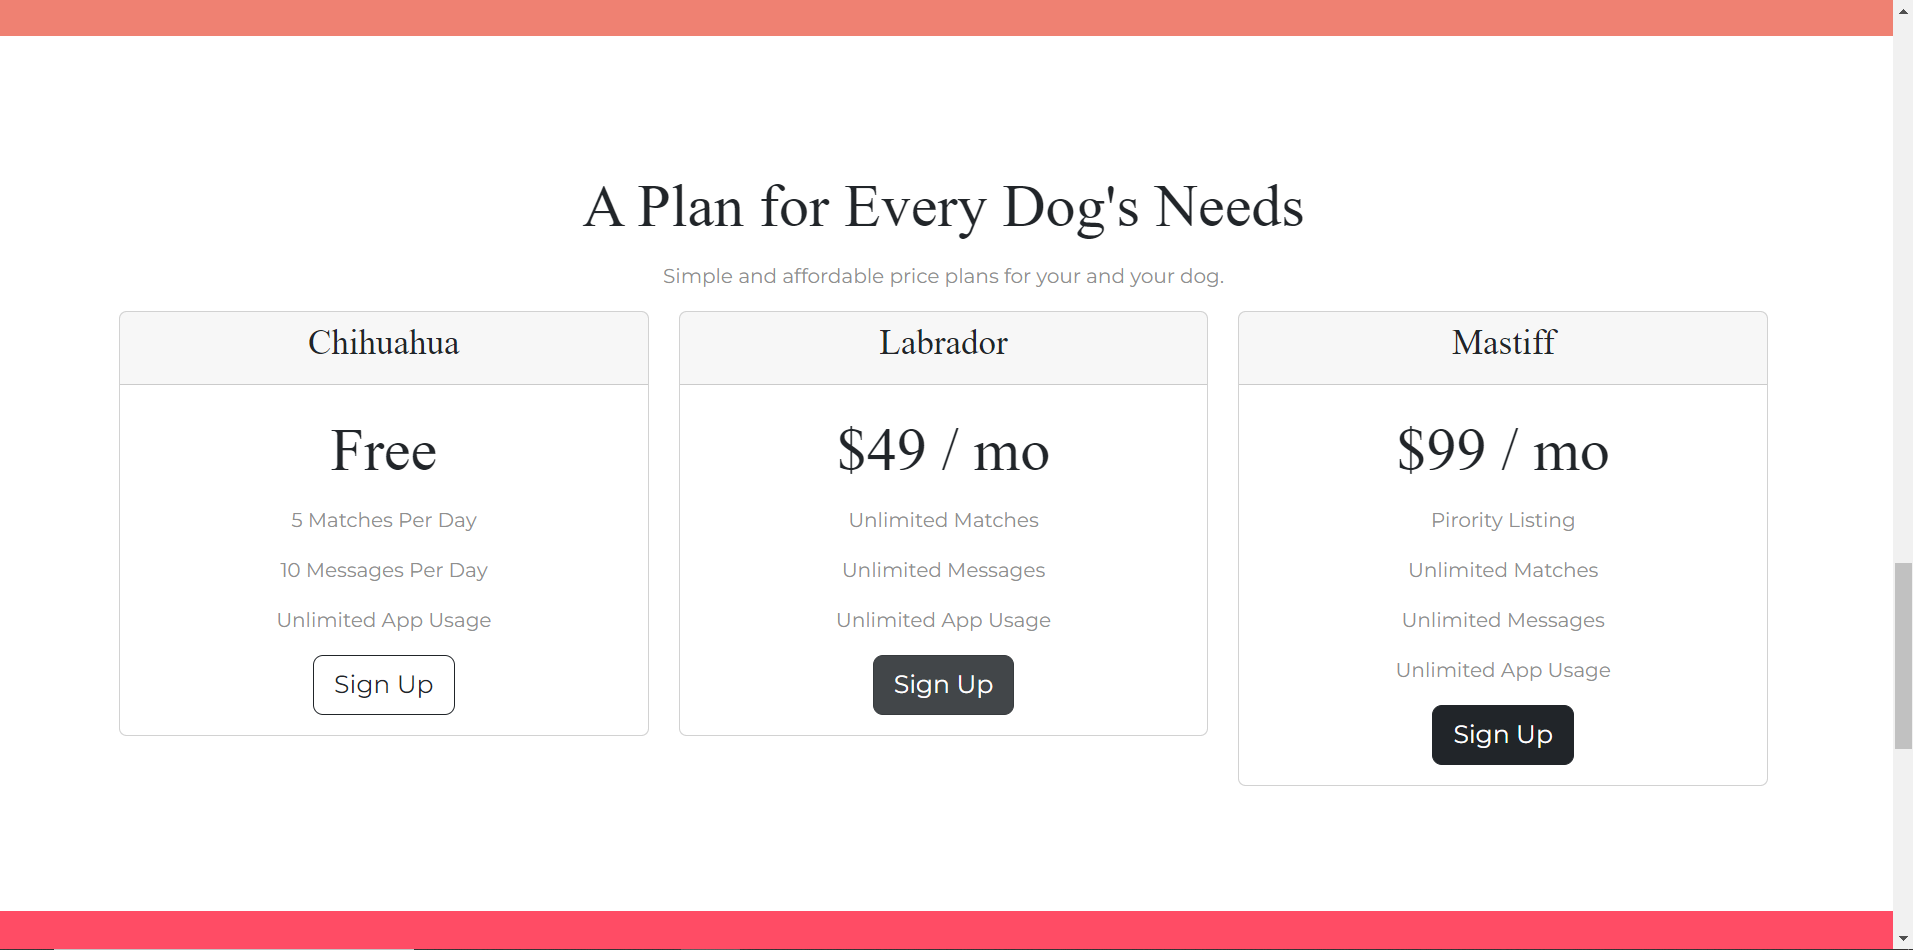 A Plan for Every Dog's Needs
Simple and affordable price plans for your and your dog.
Chihuahua
Free
5 Matches Per Day
10 Messages Per Day
Unlimited App Usage
Sign Up
Labrador
$49 / mo
Unlimited Matches
Unlimited Messages
Unlimited App Usage
Sign Up
Mastiff
$99 / mo
Pirority Listing
Unlimited Matches
Unlimited Messages
Unlimited App Usage
Sign Up